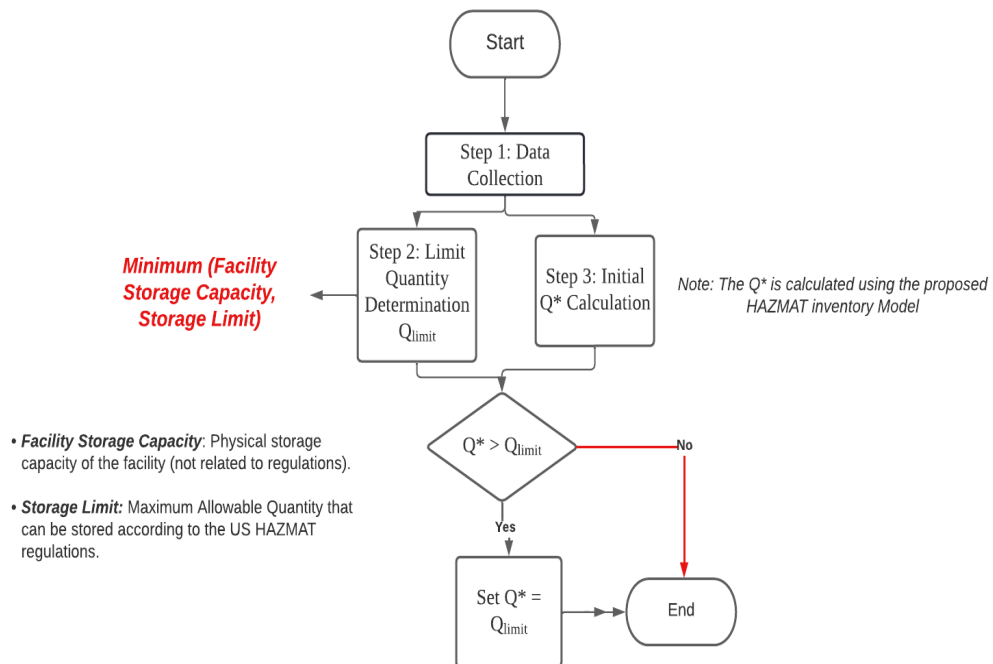 Start
Step 1: Data
Collection
Step 2: Limit
Quantity
Determination
Qlimit
Minimum (Facility
Storage Capacity,
Storage Limit)
Step 3: Initial
Q* Calculation
Note: The Q* is calculated using the proposed
HAZMAT inventory Model
Q* > Qlimit
No
Yes
• Facility Storage Capacity: Physical storage
capacity of the facility (not related to regulations).
• Storage Limit: Maximum Allowable Quantity that
can be stored according to the US HAZMAT
regulations.
Set Q* =
Qlimit
End